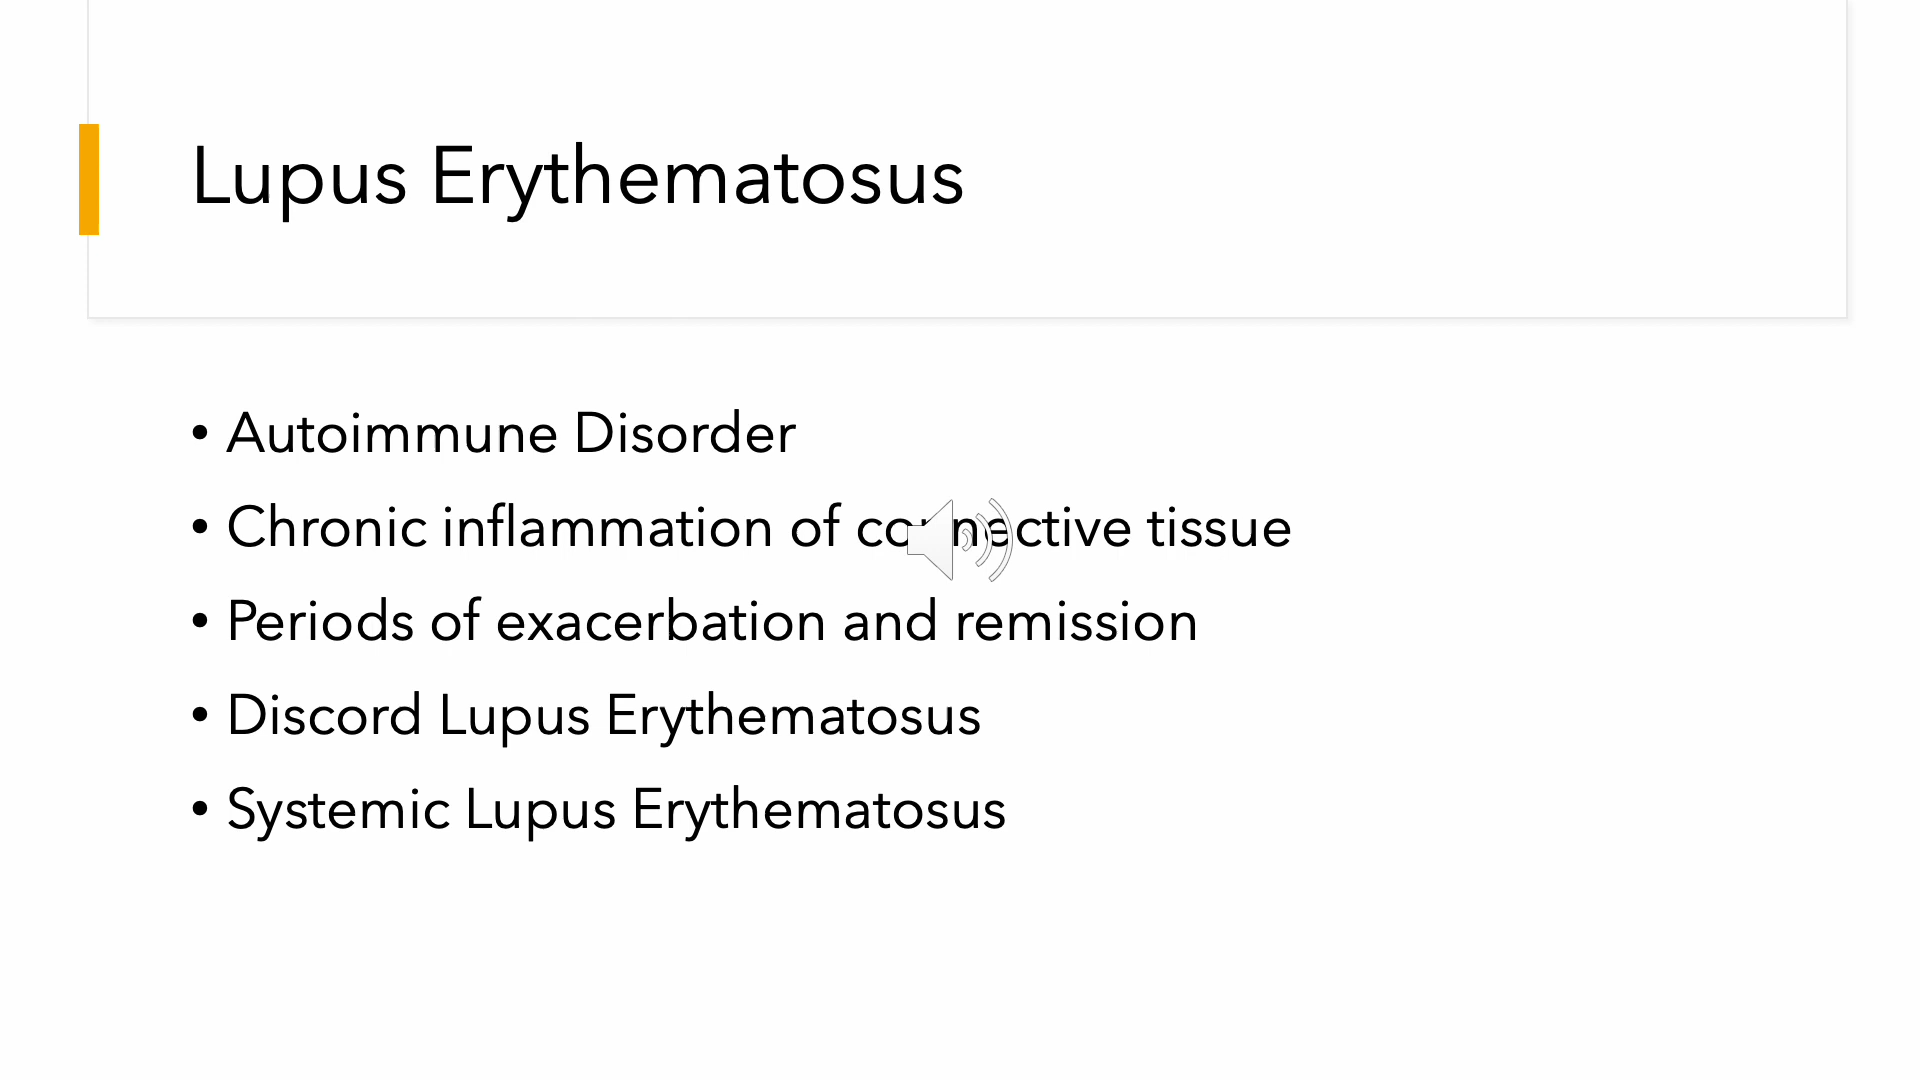 Lupus Erythematosus
• Autoimmune Disorder
• Chronic inflammation of connective tissue
• Periods of exacerbation and remission
• Discord Lupus Erythematosus
• Systemic Lupus Erythematosus